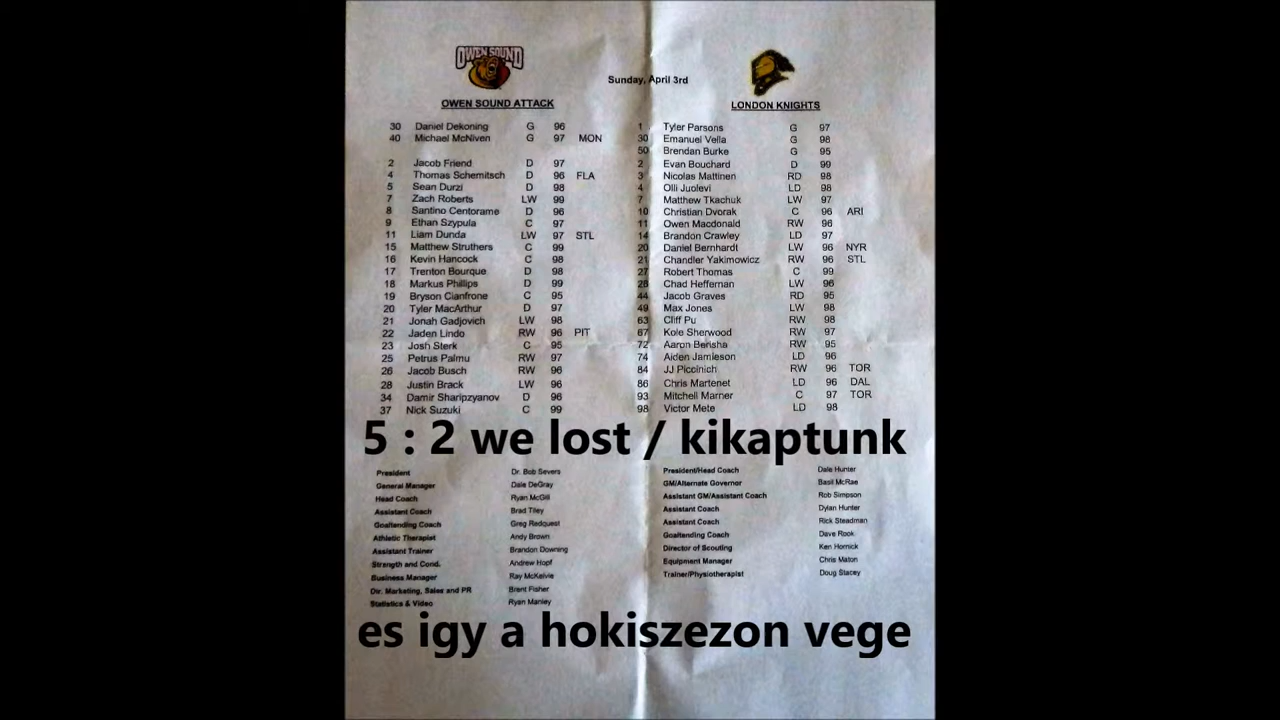 OWEN SOUND
Sunday, April 3rd
OWEN SOUND ATTACK
30 Daniel Dekoning G 96
40 Michael McNiven G 97 MON
2 Jacob Friend D 97
4 Thomas Schemitsch D 96 FLA
5 Sean Durzi D 98
7 Zach Roberts LW 99
8 Santino Centorame D 96
9 Ethan Szypula C 97
11 Liam Dunda LW 97 STL
15 Matthew Struthers C 99
16 Kevin Hancock C 98
17 Trenton Bourque D 98
18 Markus Phillips D 99
19 Bryson Cianfrone C 95
20 Tyler MacArthur D 97
21 Jonah Gadjovich LW 98
22 Jaden Lindo RW 96 PIT
23 Josh Sterk C 95
25 Petrus Palmu RW 97
26 Jacob Busch RW 96
28 Justin Brack LW 96
34 Damir Sharipzyanov D 96
37 Nick Suzuki C 99
LONDON KNIGHTS
1 Tyler Parsons G 97
30 Emanuel Vella G 98
50 Brendan Burke G 95
2 Evan Bouchard D 99
3 Nicolas Mattinen RD 98
4 Olli Juolevi LD 98
7 Matthew Tkachuk LW 97
10 Christian Dvorak C 96 ARI
11 Owen Macdonald RW 96
14 Brandon Crawley LD 97
20 Daniel Bernhardt LW 96 NYR
21 Chandler Yakimowicz RW 96 STL
27 Robert Thomas C 99
28 Chad Heffernan LW 96
44 Jacob Graves RD 95
49 Max Jones LW 98
63 Cliff Pu RW 98
67 Kole Sherwood RW 97
72 Aaron Berisha RW 95
74 Aiden Jamieson LD 96
84 JJ Piccinich RW 96 TOR
86 Chris Martenet LD 96 DAL
93 Mitchell Marner C 97 TOR
98 Victor Mete LD 98
5 : 2 we lost / kikaptunk
President Dr. Bob Severs
General Manager Dale DeGray
Head Coach Ryan McGill
Assistant Coach Brad Tiley
Goaltending Coach Greg Redquest
Athletic Therapist Andy Brown
Assistant Trainer Brandon Downing
Strength and Cond. Andrew Hopf
Business Manager Ray McKelvie
Dir. Marketing, Sales and PR Brent Fisher
Statistics & Video Ryan Manley
President/Head Coach Dale Hunter
GM/Alternate Governor Basil McRae
Assistant GM/Assistant Coach Rob Simpson
Assistant Coach Dylan Hunter
Assistant Coach Rick Steadman
Goaltending Coach Dave Rook
Director of Scouting Ken Hornick
Equipment Manager Chris Maton
Trainer/Physiotherapist Doug Stacey
es igy a hokiszezon vege